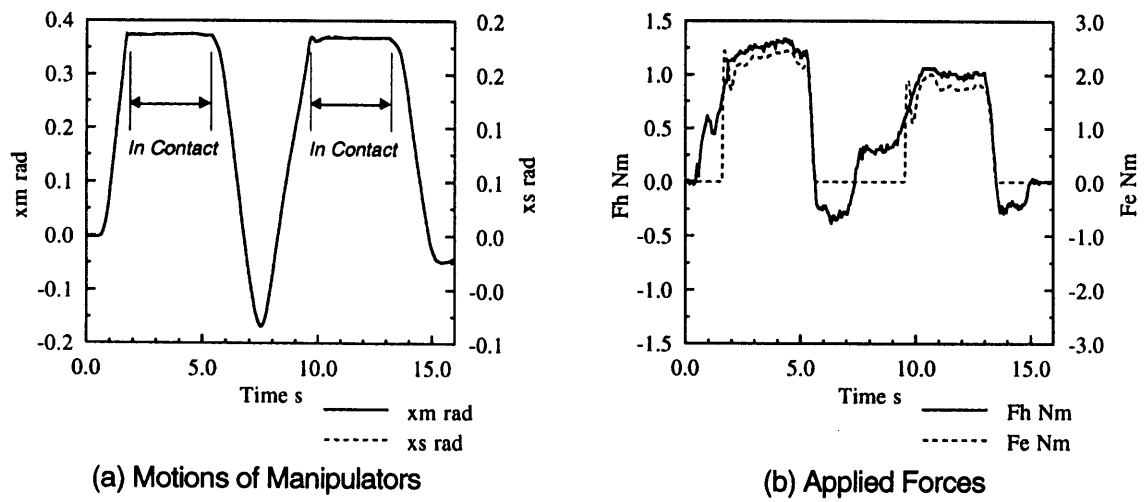 0.4
0.3
0.2
0.1
0.0
-0.1
-0.2
xm rad
0.2
0.2
0.1
0.1
0.0
-0.0
-0.1
xs rad
In Contact
In Contact
0.0
5.0
10.0
15.0
Time s
xm rad
xs rad
(a) Motions of Manipulators
1.5
1.0
0.5
0.0
-0.5
-1.0
-1.5
Fh Nm
3.0
2.0
1.0
0.0
-1.0
-2.0
-3.0
Fe Nm
0.0
5.0
10.0
15.0
Time s
Fh Nm
Fe Nm
(b) Applied Forces